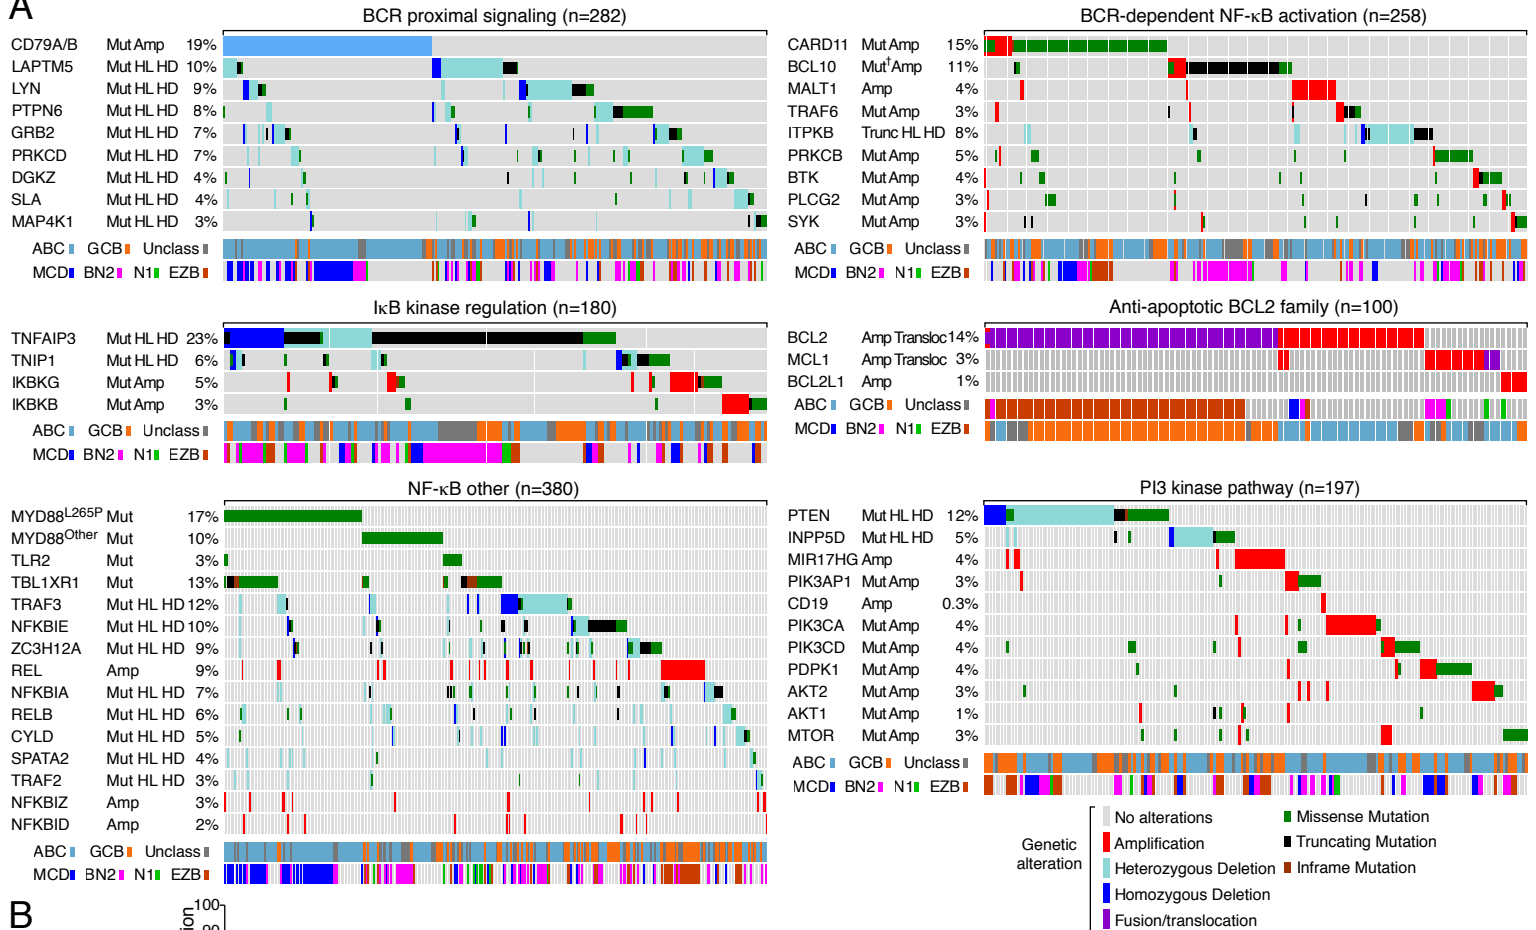 A
BCR proximal signaling (n=282)
CD79A/B Mut Amp 19%
LAPTM5 Mut HL HD 10%
LYN Mut HL HD 9%
PTPN6 Mut HL HD 8%
GRB2 Mut HL HD 7%
PRKCD Mut HL HD 7%
DGKZ Mut HL HD 4%
SLA Mut HL HD 4%
MAP4K1 Mut HL HD 3%
ABC GCB Unclass
MCD BN2 N1 EZB
BCR-dependent NF-κB activation (n=258)
CARD11 Mut Amp 15%
BCL10 Mut† Amp 11%
MALT1 Amp 4%
TRAF6 Mut Amp 3%
ITPKB Trunc HL HD 8%
PRKCB Mut Amp 5%
BTK Mut Amp 4%
PLCG2 Mut Amp 3%
SYK Mut Amp 3%
ABC GCB Unclass
MCD BN2 N1 EZB
IκB kinase regulation (n=180)
TNFAIP3 Mut HL HD 23%
TNIP1 Mut HL HD 6%
IKBKG Mut Amp 5%
IKBKB Mut Amp 3%
ABC GCB Unclass
MCD BN2 N1 EZB
Anti-apoptotic BCL2 family (n=100)
BCL2 Amp Transloc 14%
MCL1 Amp Transloc 3%
BCL2L1 Amp 1%
ABC GCB Unclass
MCD BN2 N1 EZB
NF-κB other (n=380)
MYD88L265P Mut 17%
MYD88Other Mut 10%
TLR2 Mut 3%
TBL1XR1 Mut 13%
TRAF3 Mut HL HD 12%
NFKBIE Mut HL HD 10%
ZC3H12A Mut HL HD 9%
REL Amp 9%
NFKBIA Mut HL HD 7%
RELB Mut HL HD 6%
CYLD Mut HL HD 5%
SPATA2 Mut HL HD 4%
TRAF2 Mut HL HD 3%
NFKBIZ Amp 3%
NFKBID Amp 2%
ABC GCB Unclass
MCD BN2 N1 EZB
PI3 kinase pathway (n=197)
PTEN Mut HL HD 12%
INPP5D Mut HL HD 5%
MIR17HG Amp 4%
PIK3AP1 Mut Amp 3%
CD19 Amp 0.3%
PIK3CA Mut Amp 4%
PIK3CD Mut Amp 4%
PDPK1 Mut Amp 4%
AKT2 Mut Amp 3%
AKT1 Mut Amp 1%
MTOR Mut Amp 3%
ABC GCB Unclass
MCD BN2 N1 EZB
Genetic alteration
No alterations
Amplification
Heterozygous Deletion
Homozygous Deletion
Fusion/translocation
Missense Mutation
Truncating Mutation
Inframe Mutation
B
100